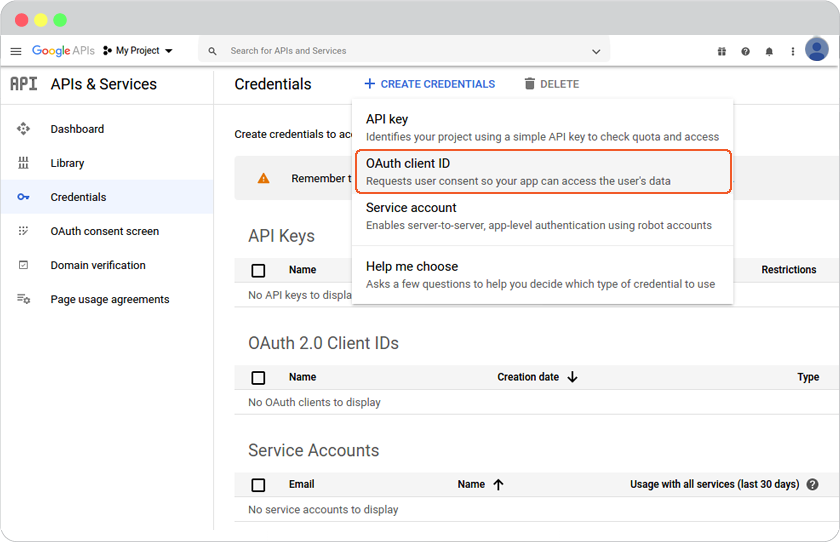 Google APIs
My Project
Search for APIs and Services
API
APIs & Services
Credentials
+ CREATE CREDENTIALS
DELETE
Dashboard
Library
Credentials
OAuth consent screen
Domain verification
Page usage agreements
Create credentials to
Remember
API key
Identifies your project using a simple API key to check quota and access
OAuth client ID
Requests user consent so your app can access the user's data
Service account
Enables server-to-server, app-level authentication using robot accounts
Help me choose
Asks a few questions to help you decide which type of credential to use
API Keys
Name
Restrictions
No API keys to displa
OAuth 2.0 Client IDs
Name
Creation date
Type
No OAuth clients to display
Service Accounts
Email
Name
Usage with all services (last 30 days)
No service accounts to display